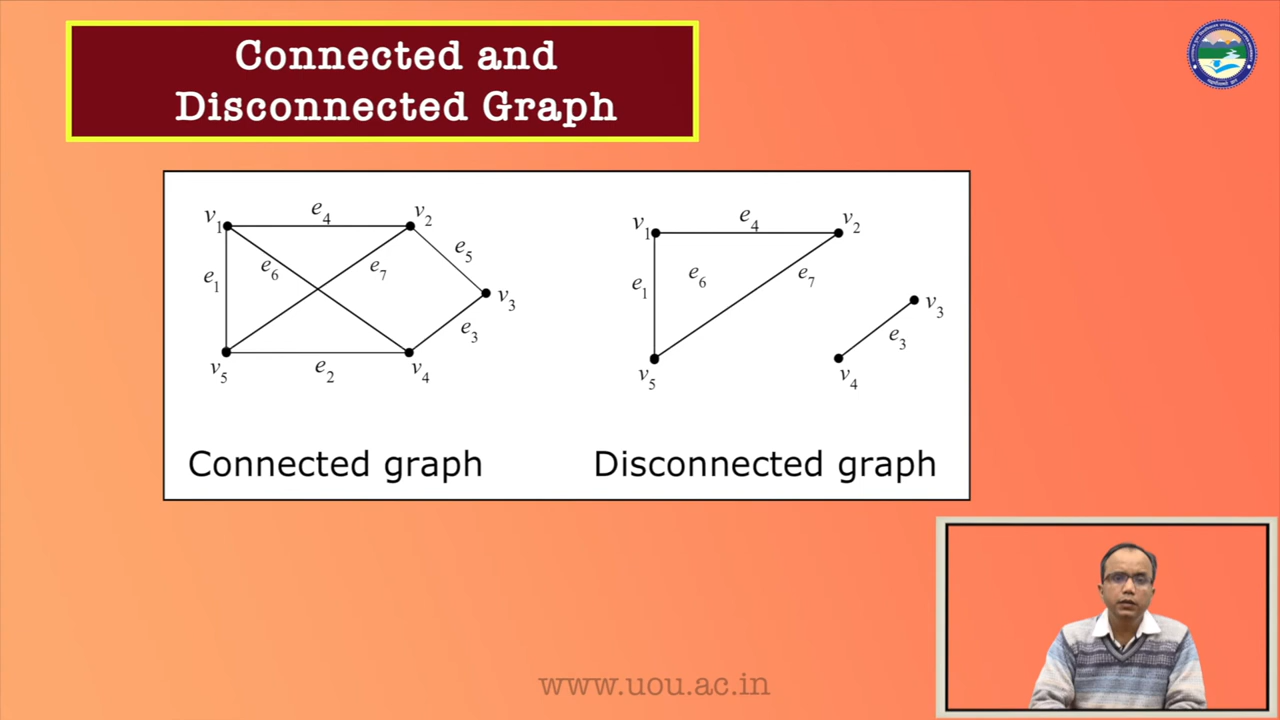 Connected and
Disconnected Graph
v1 e4 v2
e1 e6 e7 e5
v3
e3
v5 e2 v4
v1 e4 v2
e1 e6 e7
v3
e3
v5 v4
Connected graph Disconnected graph
www.uou.ac.in